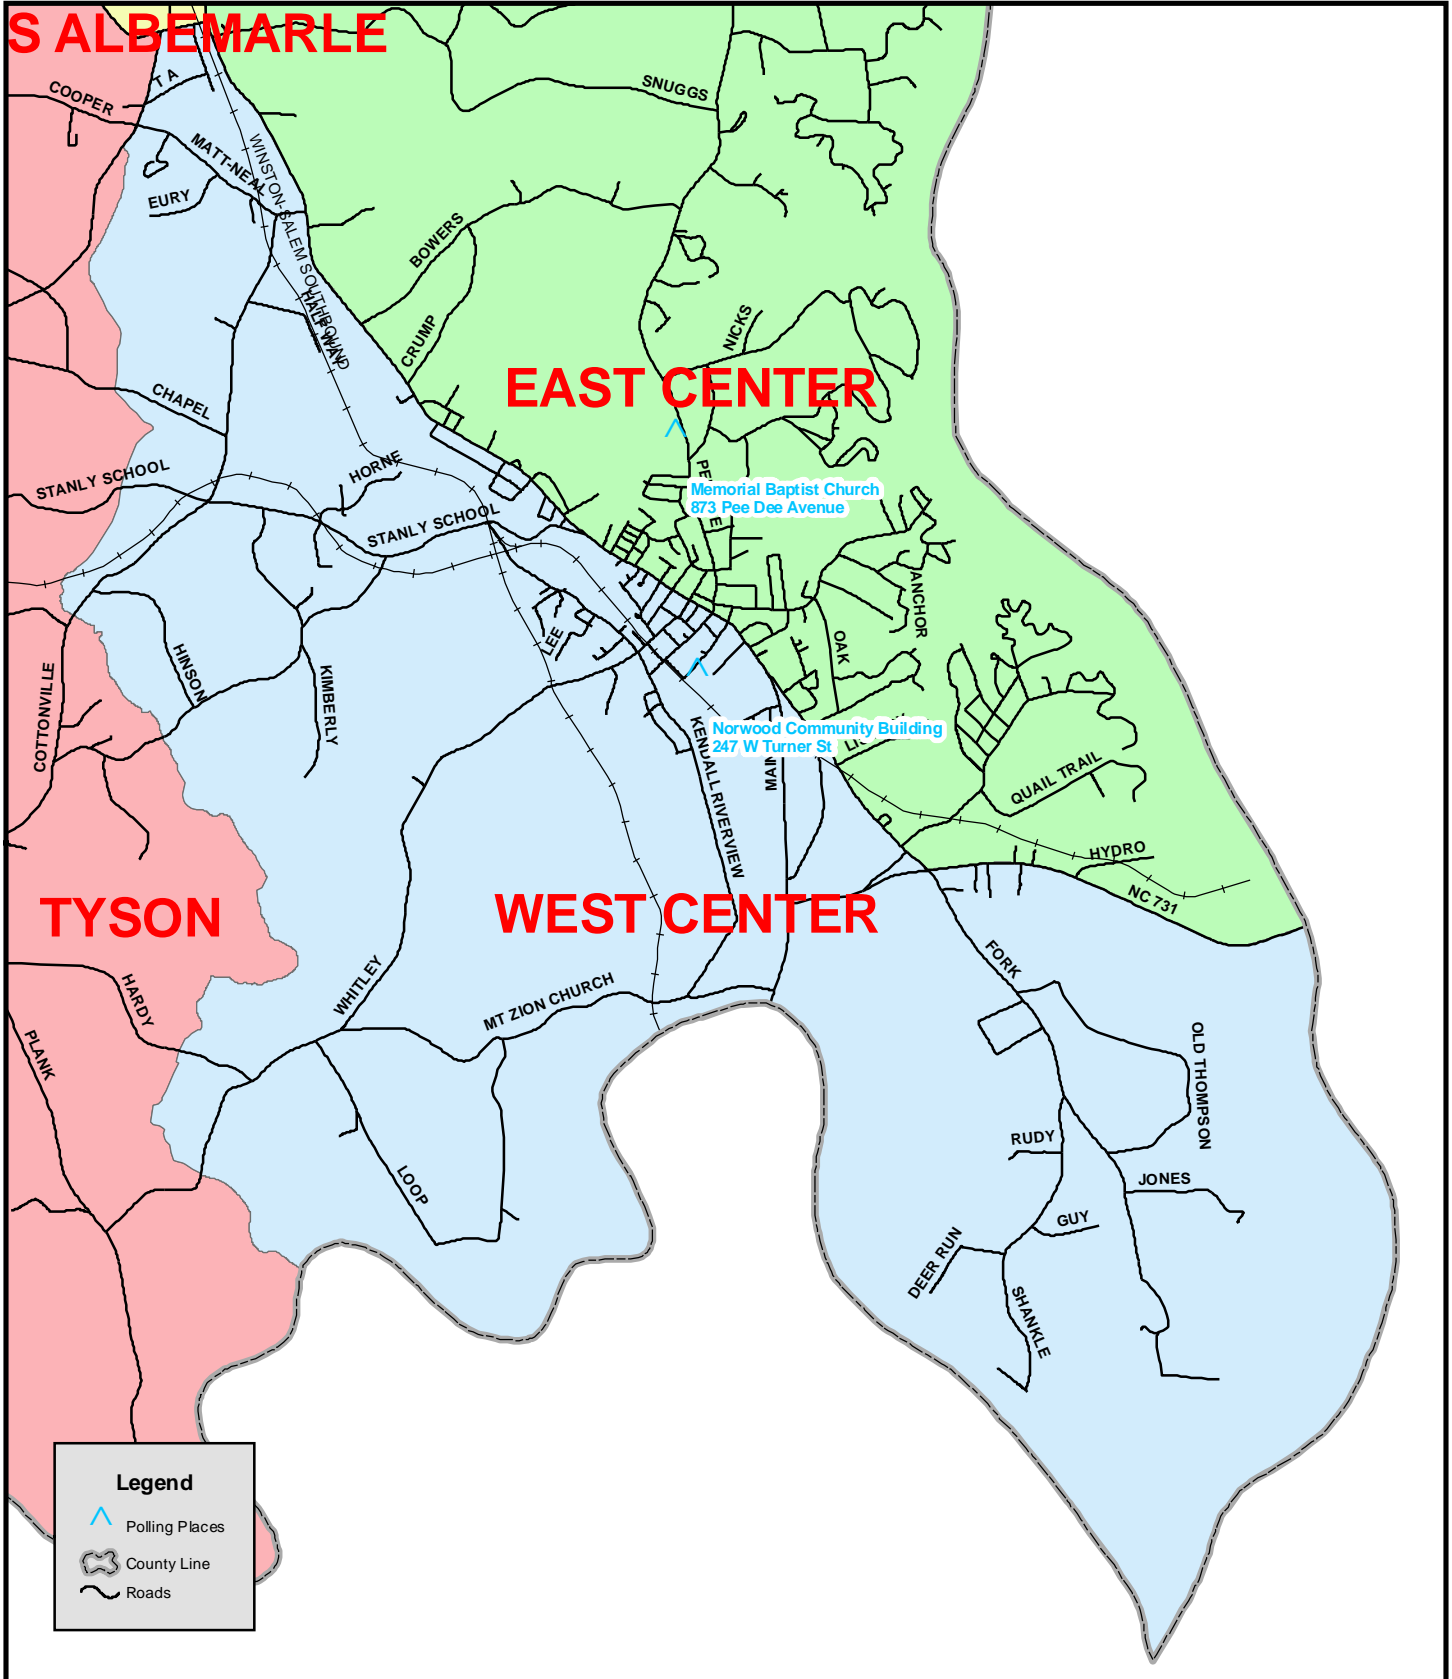 S ALBEMARLE
T A
COOPER
SNUGGS
MATT-NEAL
WINSTON-SALEM SOUTHBOUND
EURY
BOWERS
HALFWAY
NICKS
CRUMP
EAST CENTER
CHAPEL
HORNE
STANLY SCHOOL
Memorial Baptist Church
873 Pee Dee Avenue
STANLY SCHOOL
ANCHOR
OAK
LEE
HINSON
KIMBERLY
COTTONVILLE
Norwood Community Building
247 W Turner St
KENDALL
RIVERVIEW
MAIN
QUAIL TRAIL
HYDRO
NC 731
TYSON
WEST CENTER
FORK
WHITLEY
HARDY
MT ZION CHURCH
PLANK
OLD THOMPSON
RUDY
LOOP
JONES
GUY
DEER RUN
SHANKLE
Legend
Polling Places
County Line
Roads